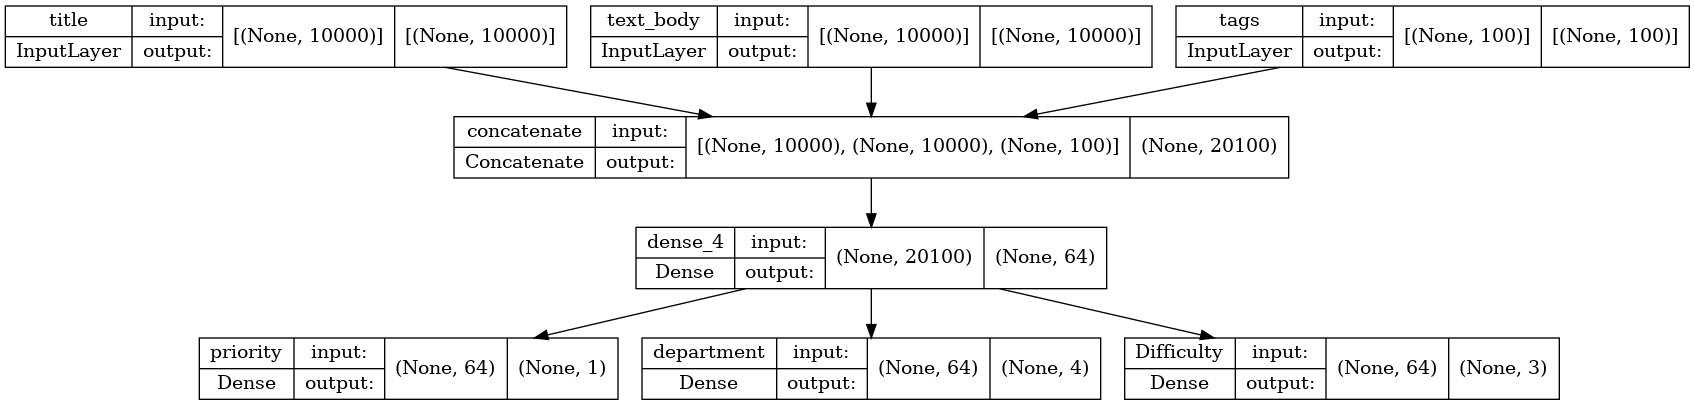 title input: [(None, 10000)] [(None, 10000)]
InputLayer output:
text_body input: [(None, 10000)] [(None, 10000)]
InputLayer output:
tags input: [(None, 100)] [(None, 100)]
InputLayer output:
concatenate input: [(None, 10000), (None, 10000), (None, 100)] (None, 20100)
Concatenate output:
dense_4 input: (None, 20100) (None, 64)
Dense output:
priority input: (None, 64) (None, 1)
Dense output:
department input: (None, 64) (None, 4)
Dense output:
Difficulty input: (None, 64) (None, 3)
Dense output: